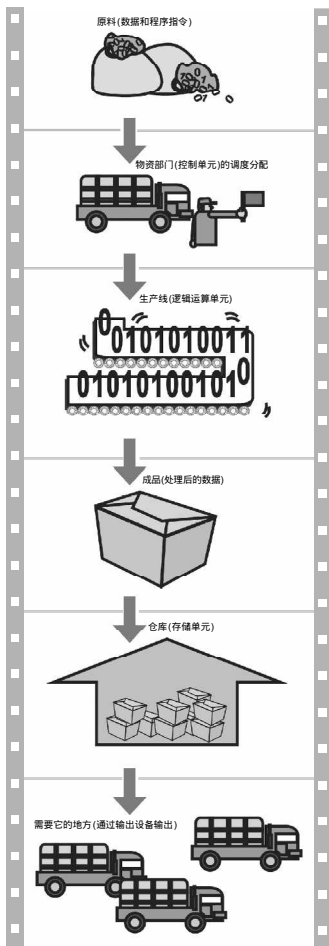 原料(数据和程序指令)
物资部门(控制单元)的调度分配
生产线(逻辑运算单元)
0
0101010011
0
010101001010
成品(处理后的数据)
仓库(存储单元)
需要它的地方(通过输出设备输出)